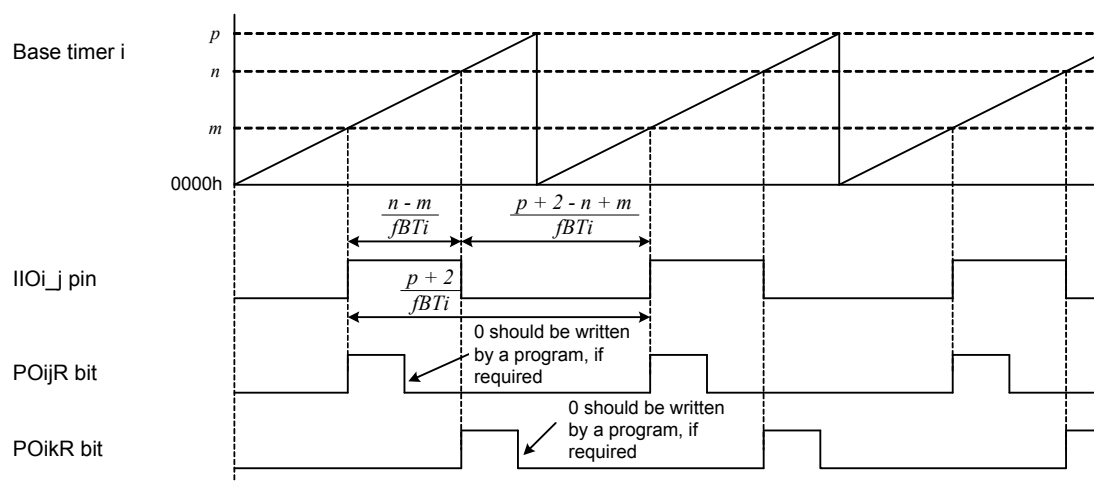 Base timer i
p
n
m
0000h
n - m
fBTi
p + 2 - n + m
fBTi
IIOi_j pin
p + 2
fBTi
0 should be written
by a program, if
required
POijR bit
0 should be written
by a program, if
required
POikR bit